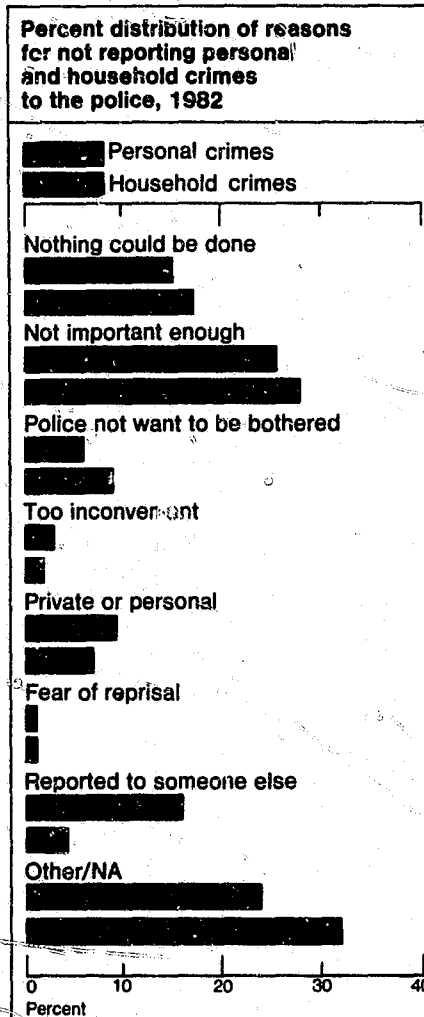 Percent distribution of reasons
for not reporting personal
and household crimes
to the police, 1982
Personal crimes
Household crimes
Nothing could be done
Not important enough
Police not want to be bothered
Too inconvenient
Private or personal
Fear of reprisal
Reported to someone else
Other/NA
0 10 20 30 40
Percent